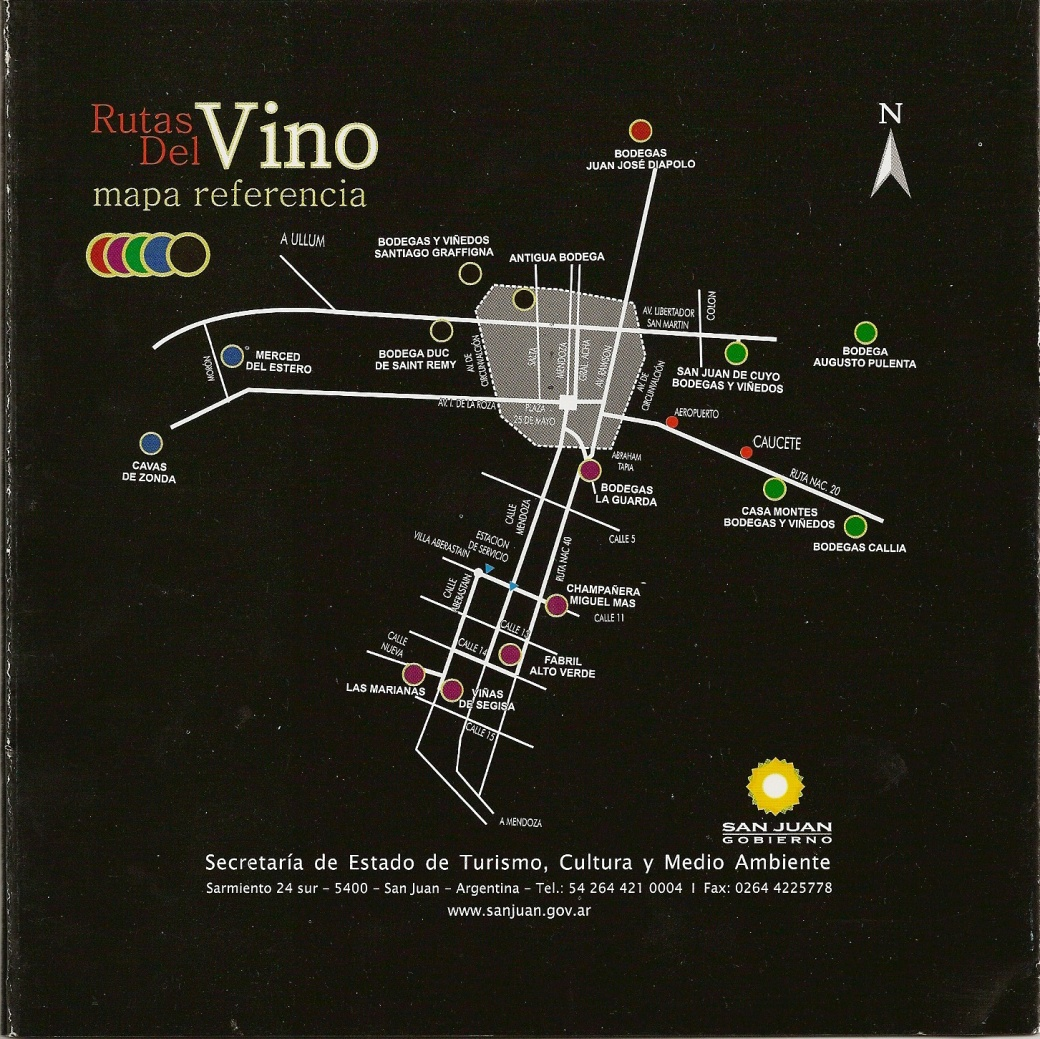 Rutas
Del Vino
mapa referencia
N
BODEGAS
JUAN JOSÉ DIAPOLO
A ULLUM
BODEGAS Y VIÑEDOS
SANTIAGO GRAFFIGNA
ANTIGUA BODEGA
AV. LIBERTADOR
SAN MARTIN
COLON
MORÓN
MERCED
DEL ESTERO
BODEGA DUC
DE SAINT REMY
AV. DE
CIRCUNVALCIÓN
SALTA
MENDOZA
GRAL. ACHA
AV. RAWSON
AV. DE
CIRCUNVALCIÓN
SAN JUAN DE CUYO
BODEGAS Y VIÑEDOS
BODEGA
AUGUSTO PULENTA
AV. I. DE LA ROZA
PLAZA
25 DE MAYO
AEROPUERTO
CAUCETE
CAVAS
DE ZONDA
ABRAHAM
TAPIA
BODEGAS
LA GUARDA
RUTA NAC. 20
CASA MONTES
BODEGAS Y VIÑEDOS
BODEGAS CALLIA
CALLE
MENDOZA
CALLE 5
VILLA ABERASTAIN
ESTACION
DE SERVICIO
RUTA NAC 40
CALLE
ABERASTAIN
CHAMPAÑERA
MIGUEL MAS
CALLE 11
CALLE 13
CALLE
NUEVA
CALLE 14
FABRIL
ALTO VERDE
LAS MARIANAS
VIÑAS
DE SEGISA
CALLE 15
A MENDOZA
SAN JUAN
GOBIERNO
Secretaría de Estado de Turismo, Cultura y Medio Ambiente
Sarmiento 24 sur – 5400 – San Juan – Argentina – Tel.: 54 264 421 0004 I Fax: 0264 4225778
www.sanjuan.gov.ar